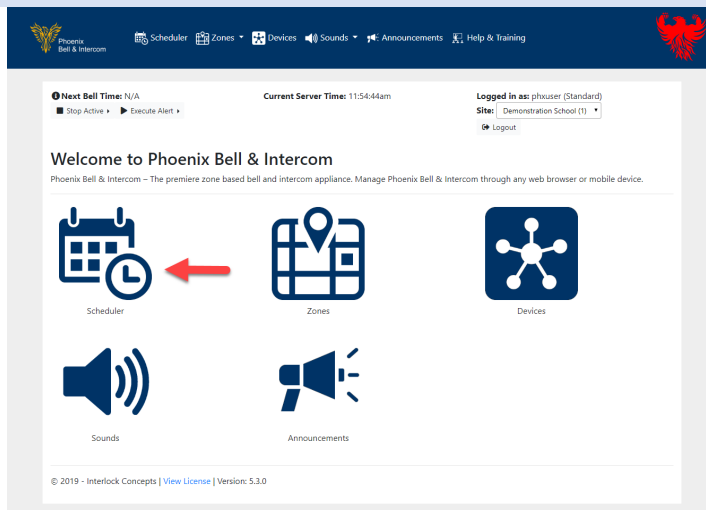 Phoenix
Bell & Intercom
Scheduler Zones Devices Sounds Announcements Help & Training
Next Bell Time: N/A Current Server Time: 11:54:44am Logged in as: phxuser (Standard)
Stop Active Execute Alert Site: Demonstration School (1)
Logout
Welcome to Phoenix Bell & Intercom
Phoenix Bell & Intercom – The premiere zone based bell and intercom appliance. Manage Phoenix Bell & Intercom through any web browser or mobile device.
Scheduler Zones Devices
Sounds Announcements
© 2019 - Interlock Concepts | View License | Version: 5.3.0